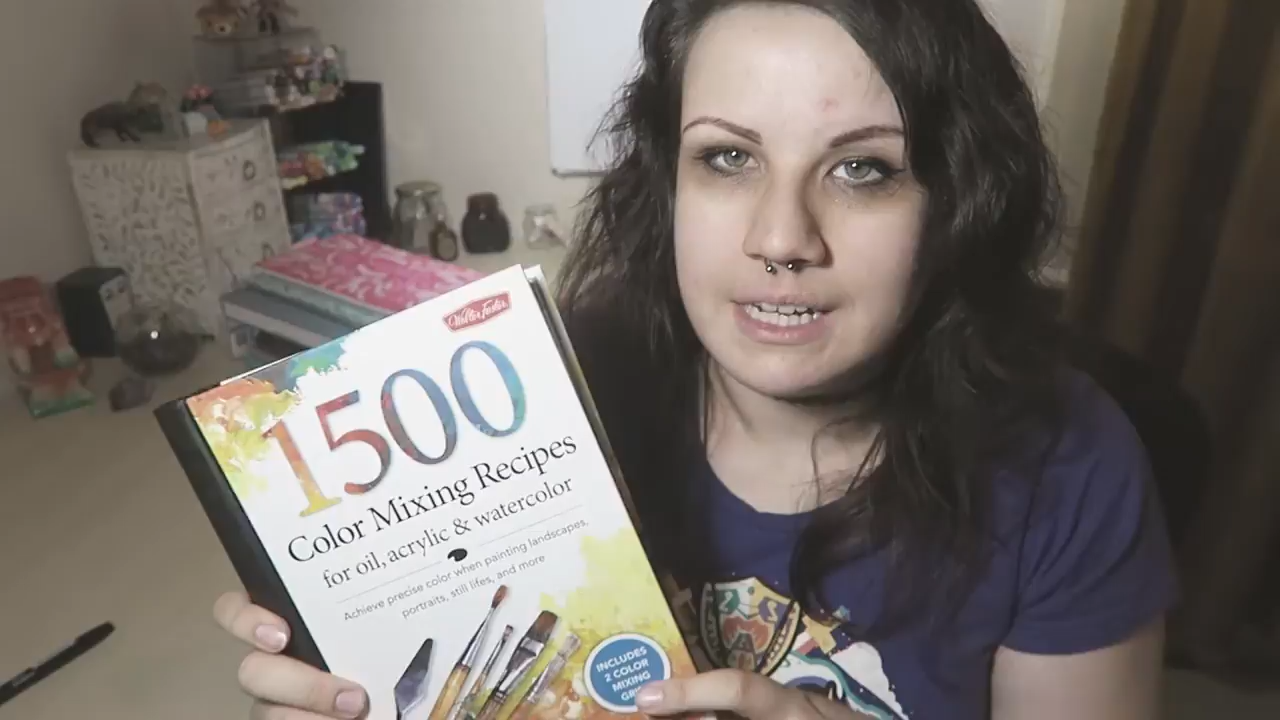 Walter Foster
1500
Color Mixing Recipes
for oil, acrylic & watercolor
Achieve precise color when painting landscapes,
portraits, still lifes, and more
INCLUDES
2 COLOR
MIXING